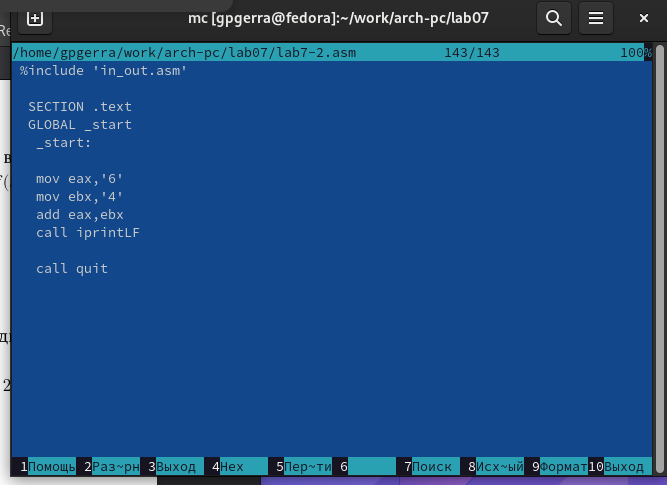 Re
mc [gpgerra@fedora]:~/work/arch-pc/lab07
/home/gpgerra/work/arch-pc/lab07/lab7-2.asm 143/143 100%
%include 'in_out.asm'
SECTION .text
GLOBAL _start
_start:
mov eax,'6'
mov ebx,'4'
add eax,ebx
call iprintLF
call quit
в
f(
2
1Помощь 2Раз~рн 3Выход 4Hex 5Пер~ти 6 7Поиск 8Исх~ый 9Формат 10Выход